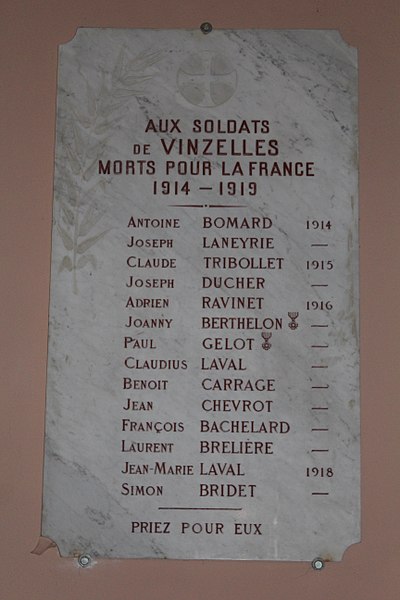 AUX SOLDATS
DE VINZELLES
MORTS POUR LA FRANCE
1914 — 1919
ANTOINE BOMARD 1914
JOSEPH LANEYRIE —
CLAUDE TRIBOLLET 1915
JOSEPH DUCHER —
ADRIEN RAVINET 1916
JOANNY BERTHELON —
PAUL GELOT —
CLAUDIUS LAVAL —
BENOIT CARRAGE —
JEAN CHEVROT —
FRANÇOIS BACHELARD —
LAURENT BRELIÈRE —
JEAN-MARIE LAVAL 1918
SIMON BRIDET —
PRIEZ POUR EUX